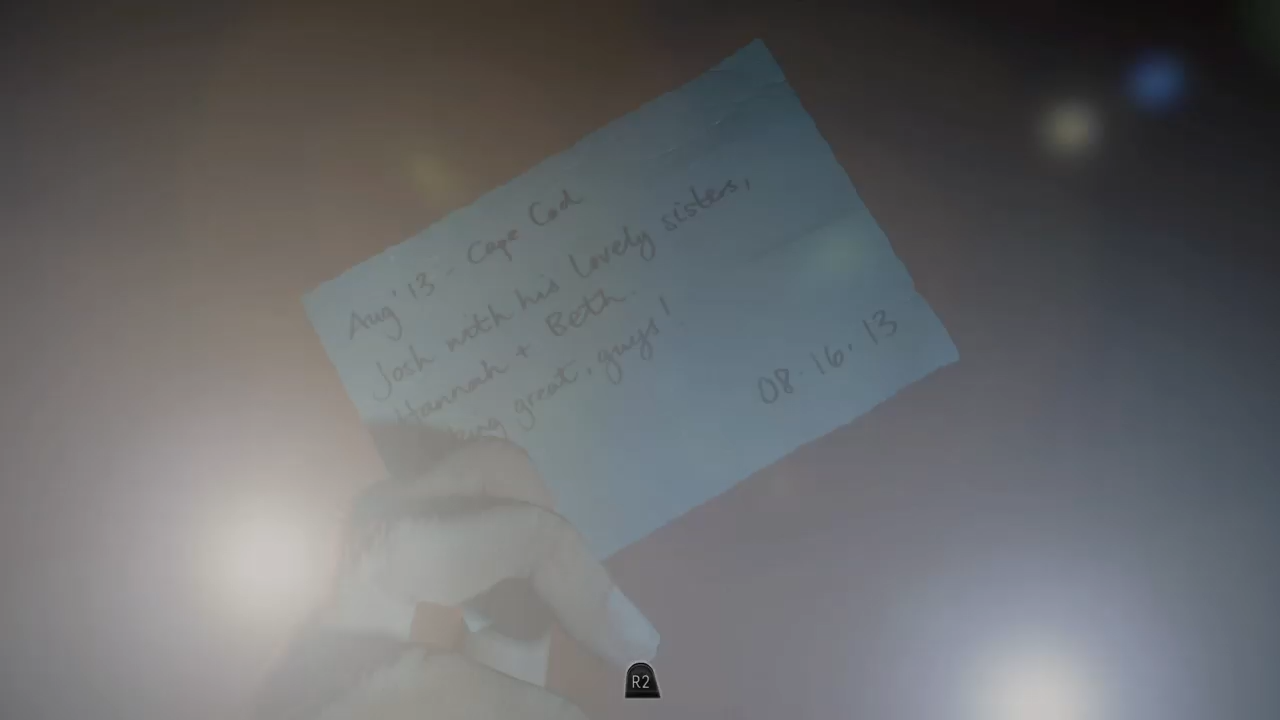 Aug '13 - Cape Cod
Josh with his lovely sisters,
Hannah + Beth.
great, guys!
08.16.13
R2